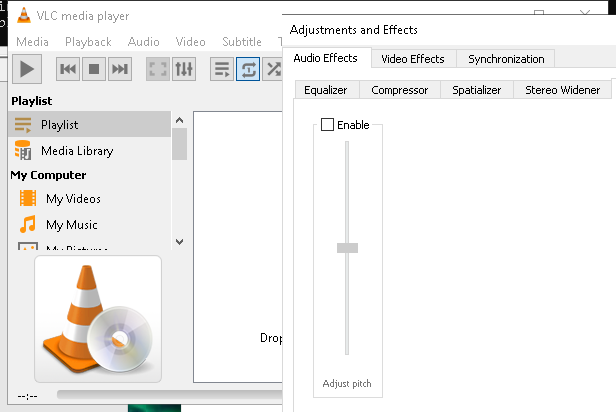 VLC media player
Media Playback Audio Video Subtitle
Playlist
Playlist
Media Library
My Computer
My Videos
My Music
My Pictures
Drop
--:--
Adjustments and Effects
Audio Effects Video Effects Synchronization
Equalizer Compressor Spatializer Stereo Widener
Enable
Adjust pitch